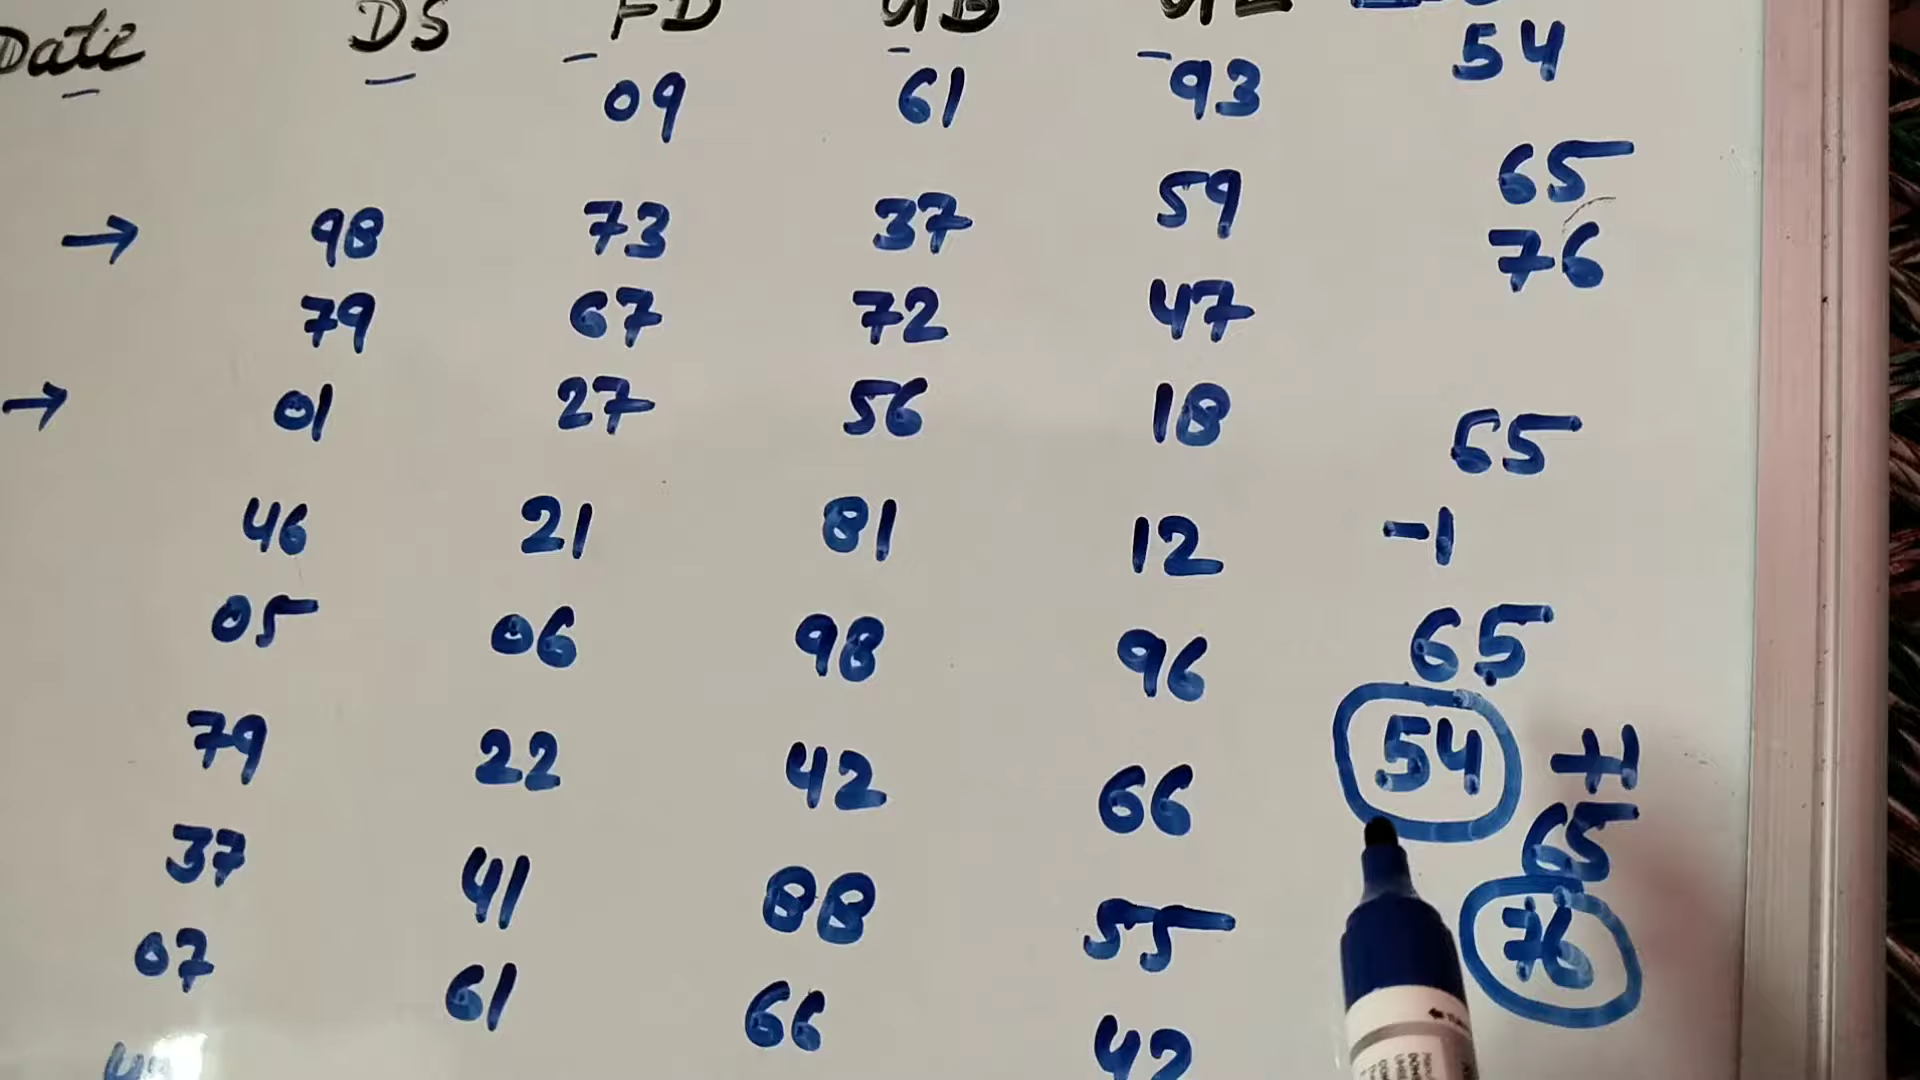 Date DS FD GB GL
09 61 93 54
98 73 37 59 65
→ 76
79 67 72 47
→ 01 27 56 18 65
46 21 81 12 -1
05 06 98 96 65
79 22 42 66 54 +1
37 41 88 55 65
07 61 66 42 76